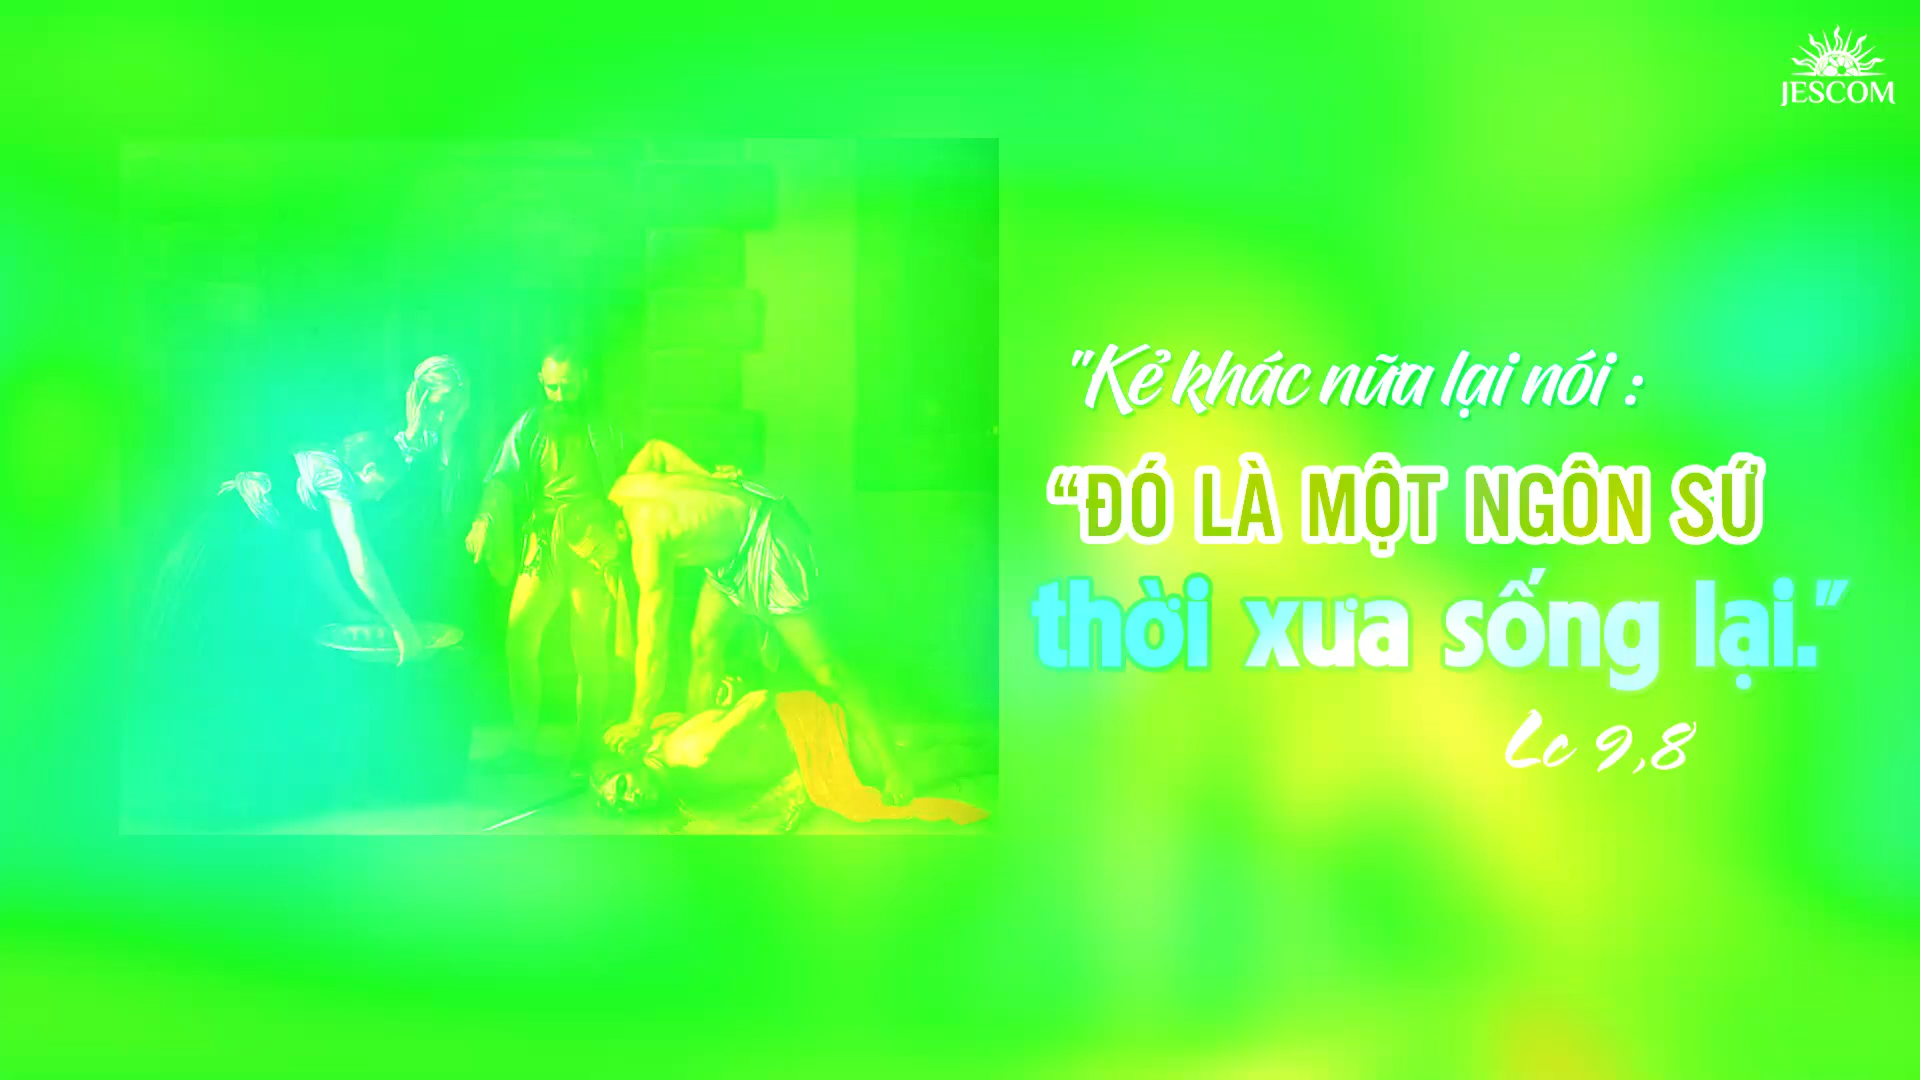 JESCOM
"Kẻ khác nữa lại nói :
“ĐÓ LÀ MỘT NGÔN SỨ
thời xưa sống lại.”
Lc 9,8